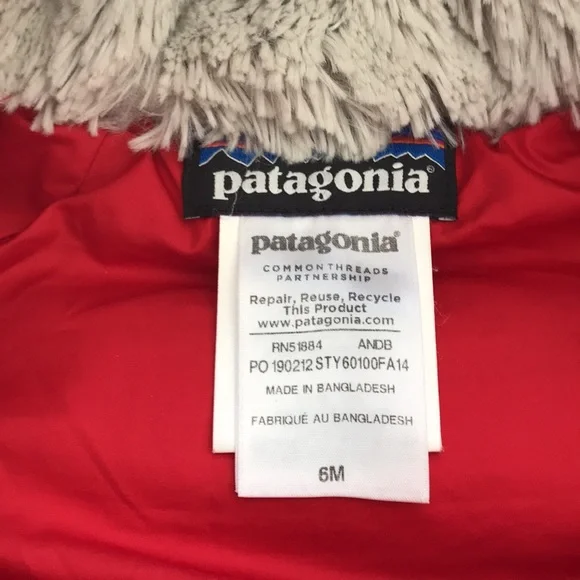 patagonia®
patagonia®
COMMON THREADS
PARTNERSHIP
Repair, Reuse, Recycle
This Product
www.patagonia.com
RN51884 ANDB
PO 190212 STY60100FA14
MADE IN BANGLADESH
FABRIQUÉ AU BANGLADESH
6M